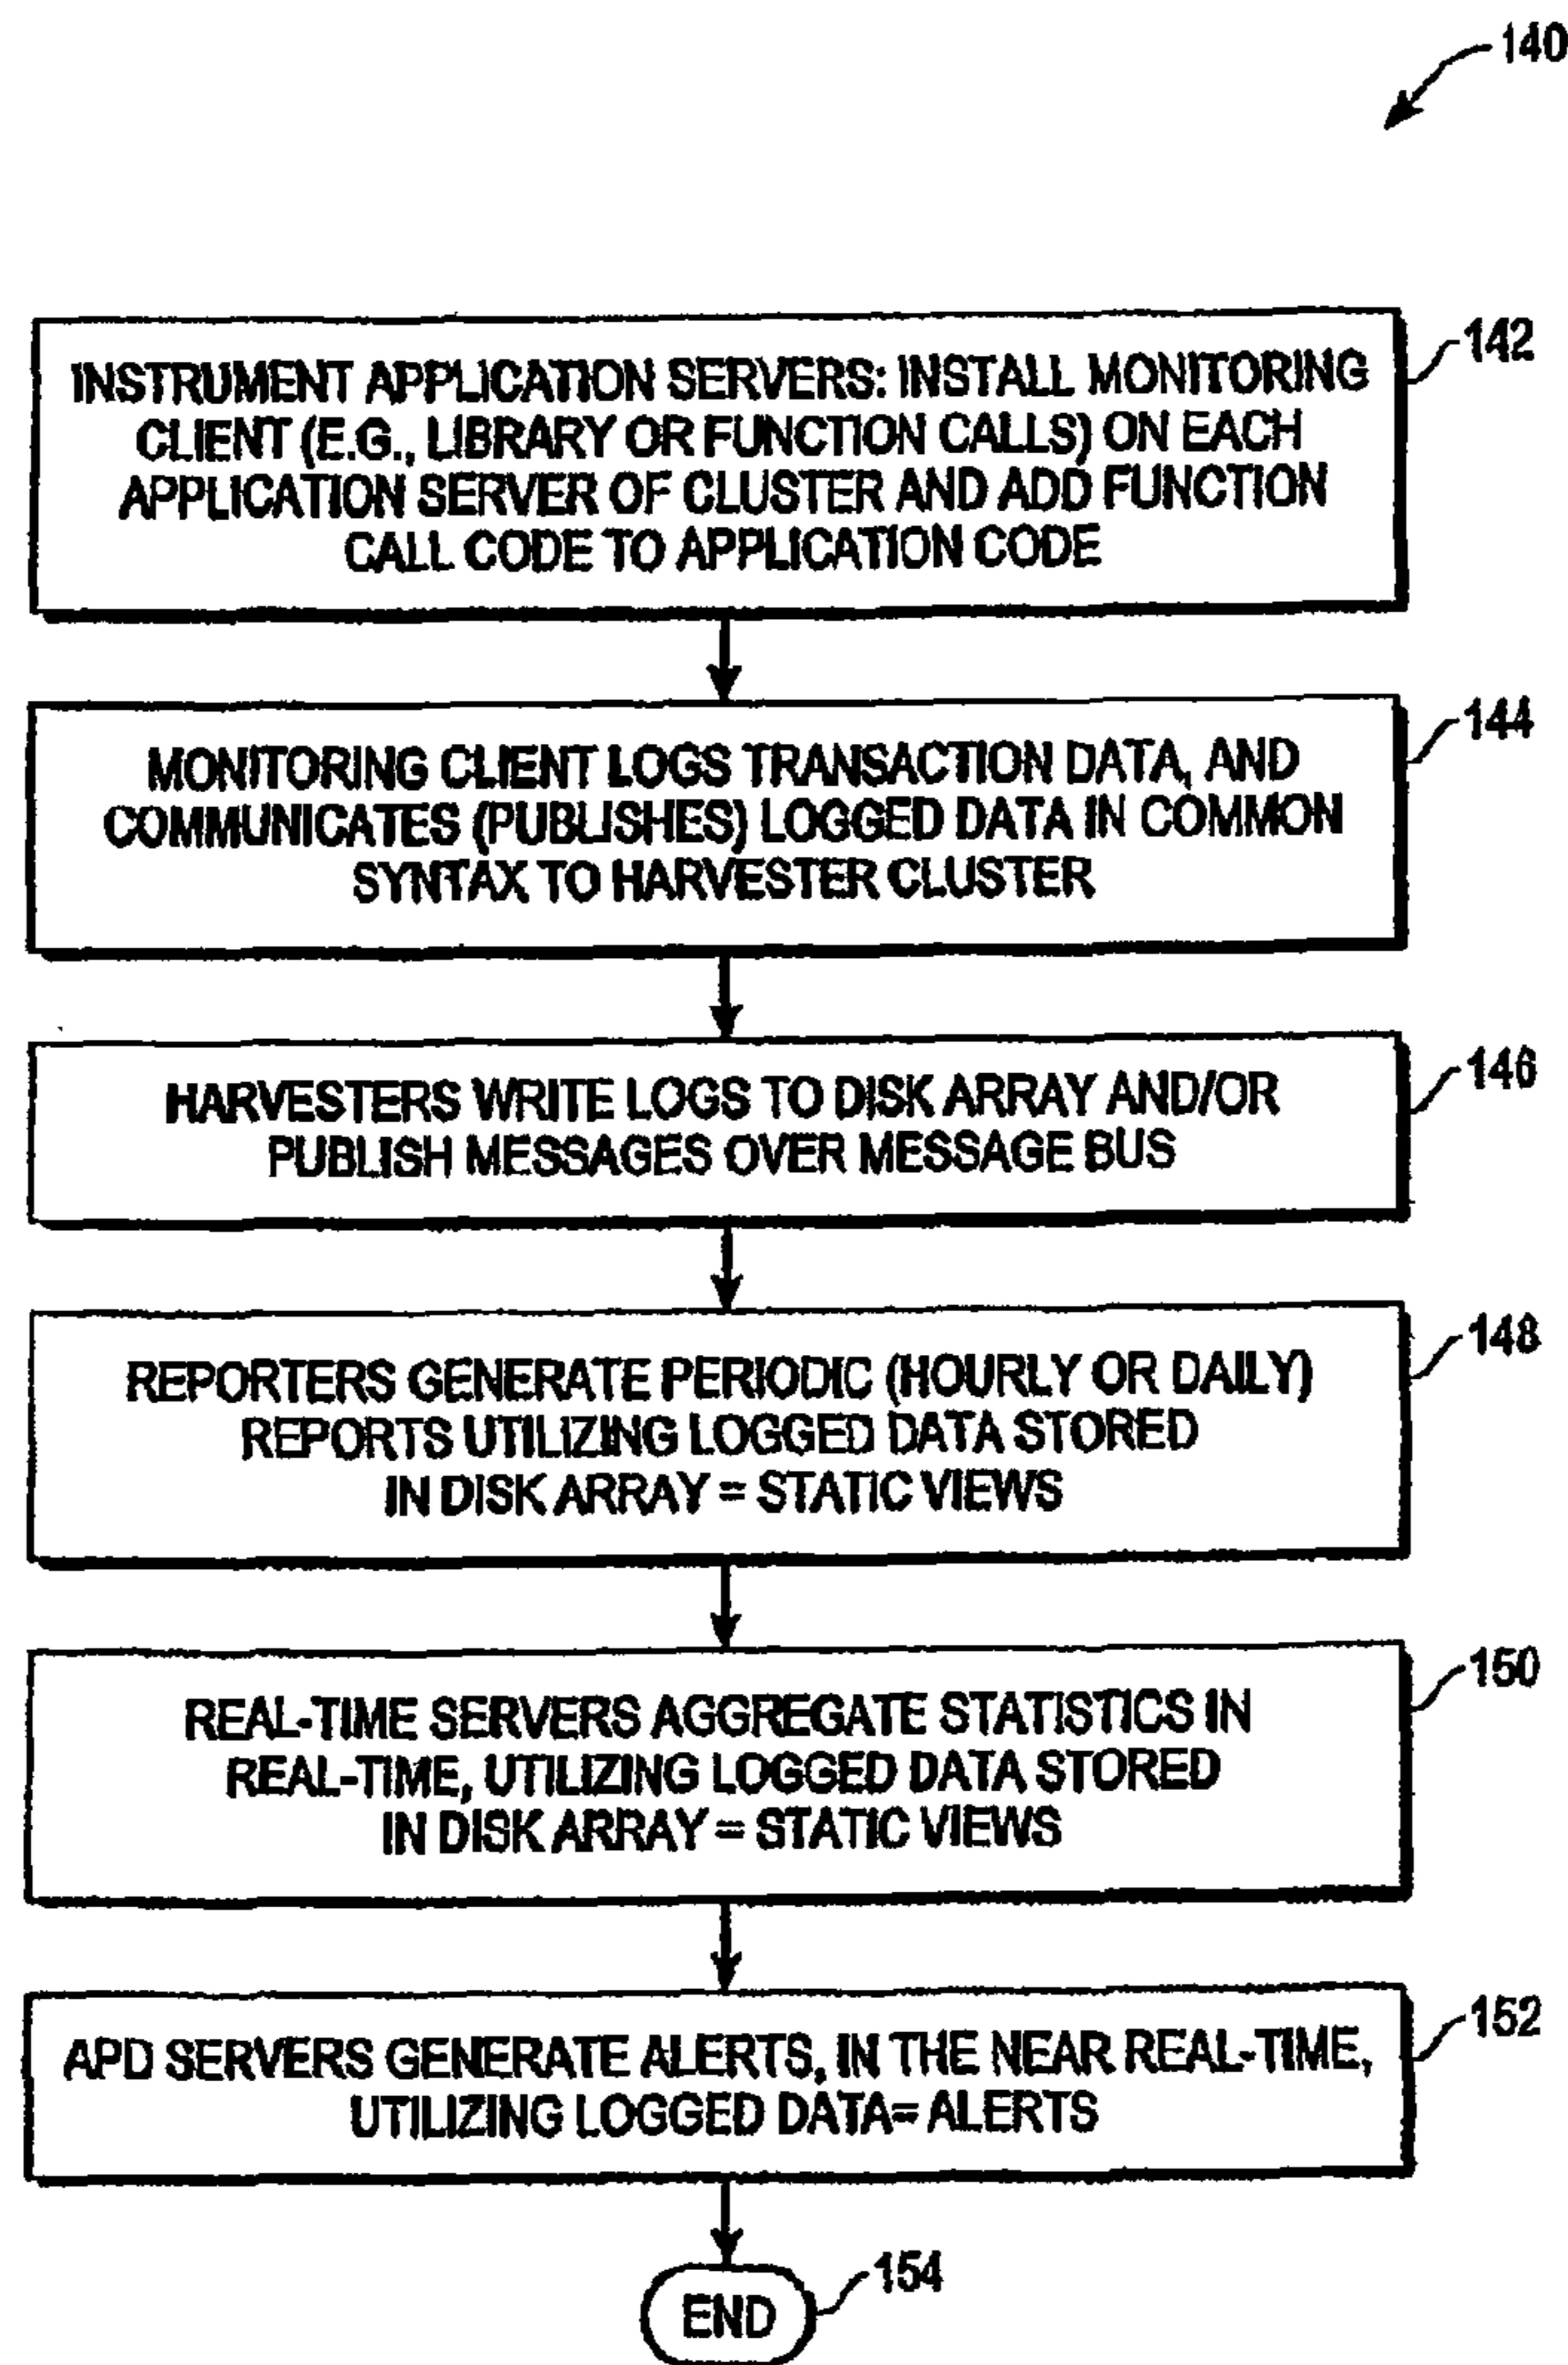 140
INSTRUMENT APPLICATION SERVERS: INSTALL MONITORING
CLIENT (E.G., LIBRARY OR FUNCTION CALLS) ON EACH
APPLICATION SERVER OF CLUSTER AND ADD FUNCTION
CALL CODE TO APPLICATION CODE
142
MONITORING CLIENT LOGS TRANSACTION DATA, AND
COMMUNICATES (PUBLISHES) LOGGED DATA IN COMMON
SYNTAX TO HARVESTER CLUSTER
144
HARVESTERS WRITE LOGS TO DISK ARRAY AND/OR
PUBLISH MESSAGES OVER MESSAGE BUS
146
REPORTERS GENERATE PERIODIC (HOURLY OR DAILY)
REPORTS UTILIZING LOGGED DATA STORED
IN DISK ARRAY = STATIC VIEWS
148
REAL-TIME SERVERS AGGREGATE STATISTICS IN
REAL-TIME, UTILIZING LOGGED DATA STORED
IN DISK ARRAY = STATIC VIEWS
150
APD SERVERS GENERATE ALERTS, IN THE NEAR REAL-TIME,
UTILIZING LOGGED DATA= ALERTS
152
END
154